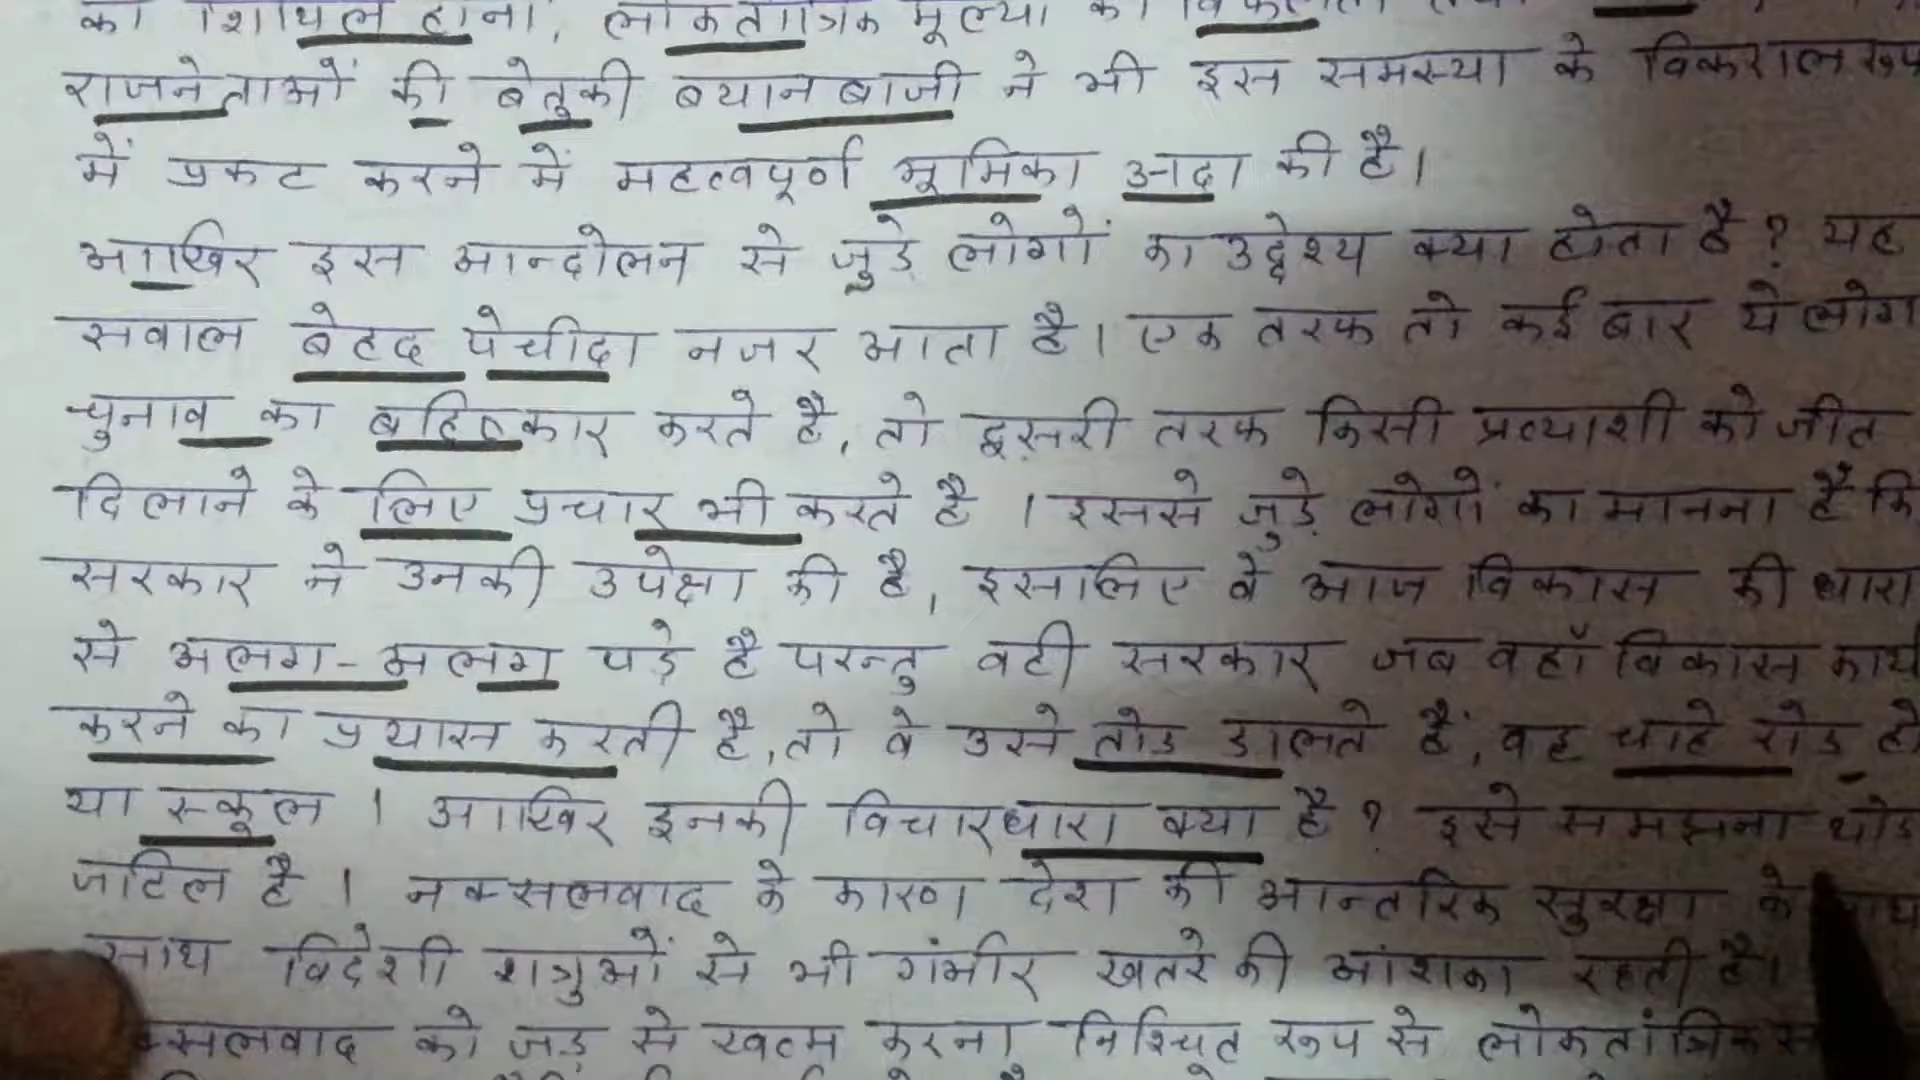 का शिथिल होना, लोकतांत्रिक मूल्यों की
राजनेताओं की बेतुकी बयानबाजी ने भी इस समस्या के विकराल रूप
में प्रकट करने में महत्वपूर्ण भूमिका आदा की है।
आखिर इस आन्दोलन से जुड़े लोगों का उद्देश्य क्या होता है? यह
सवाल बेहद पेचीदा नजर आता है। एक तरफ तो कई बार ये लोग
चुनाव का बहिष्कार करते है, तो दूसरी तरफ किसी प्रत्याशी को जीत
दिलाने के लिए प्रचार भी करते है । इससे जुड़े लोगों का मानना है कि
सरकार ने उनकी उपेक्षा की है, इसलिए वे आज विकास की धारा
से अलग-अलग पड़े है परन्तु वही सरकार जब वहाँ विकास कार्य
करने का प्रयास करती है, तो वे उसे तोड डालते हैं, वह चाहे रोड हो
या स्कूल । आखिर इनकी विचारधारा क्या है ? इसे समझना
जटिल है । नक्सलवाद के कारण देश की आन्तरिक सुरक्षा के
साथ विदेशी शत्रुओं से भी गंभीर खतरे की आंशका रहती है।
को जड़ से खत्म करना निश्चित रूप से